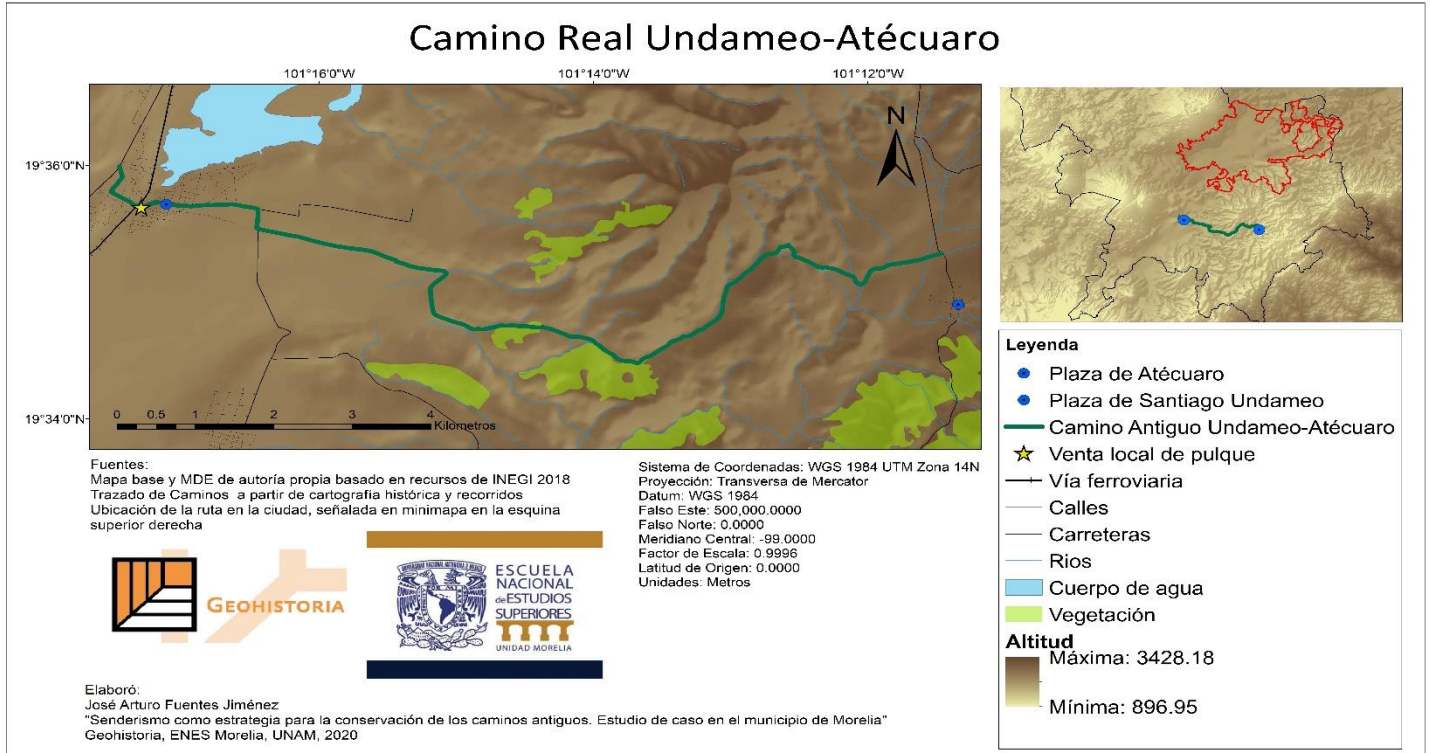 Camino Real Undameo-Atécuaro
101°16'0"W
101°14'0"W
101°12'0"W
19°36'0"N
19°34'0"N
N
0 0.5 1 2 3 4
Kilometros
Leyenda
Plaza de Atécuaro
Plaza de Santiago Undameo
Camino Antiguo Undameo-Atécuaro
Venta local de pulque
Vía ferroviaria
Calles
Carreteras
Rios
Cuerpo de agua
Vegetación
Altitud
Máxima: 3428.18
Mínima: 896.95
Fuentes:
Mapa base y MDE de autoría propia basado en recursos de INEGI 2018
Trazado de Caminos a partir de cartografía histórica y recorridos
Ubicación de la ruta en la ciudad, señalada en minimapa en la esquina
superior derecha
Sistema de Coordenadas: WGS 1984 UTM Zona 14N
Proyección: Transversa de Mercator
Datum: WGS 1984
Falso Este: 500,000.0000
Falso Norte: 0.0000
Meridiano Central: -99.0000
Factor de Escala: 0.9996
Latitud de Origen: 0.0000
Unidades: Metros
GEOHISTORIA
ESCUELA
NACIONAL
de ESTUDIOS
SUPERIORES
UNIDAD MORELIA
Elaboró:
José Arturo Fuentes Jiménez
"Senderismo como estrategia para la conservación de los caminos antiguos. Estudio de caso en el municipio de Morelia"
Geohistoria, ENES Morelia, UNAM, 2020